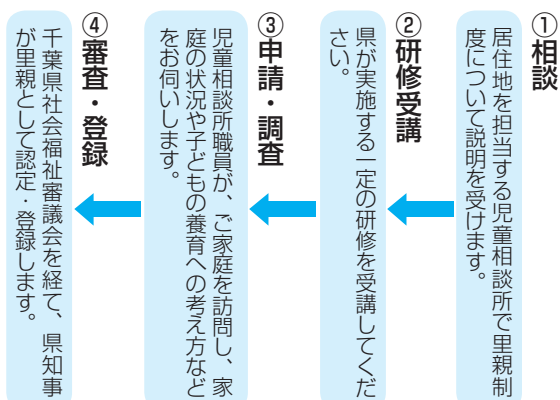 ①相談
居住地を担当する児童相談所で里親制
度について説明を受けます。
②研修受講
県が実施する一定の研修を受講してくだ
さい。
③申請・調査
児童相談所職員が、ご家庭を訪問し、家
庭の状況や子どもの養育への考え方など
をお伺いします。
④審査・登録
千葉県社会福祉審議会を経て、県知事
が里親として認定・登録します。